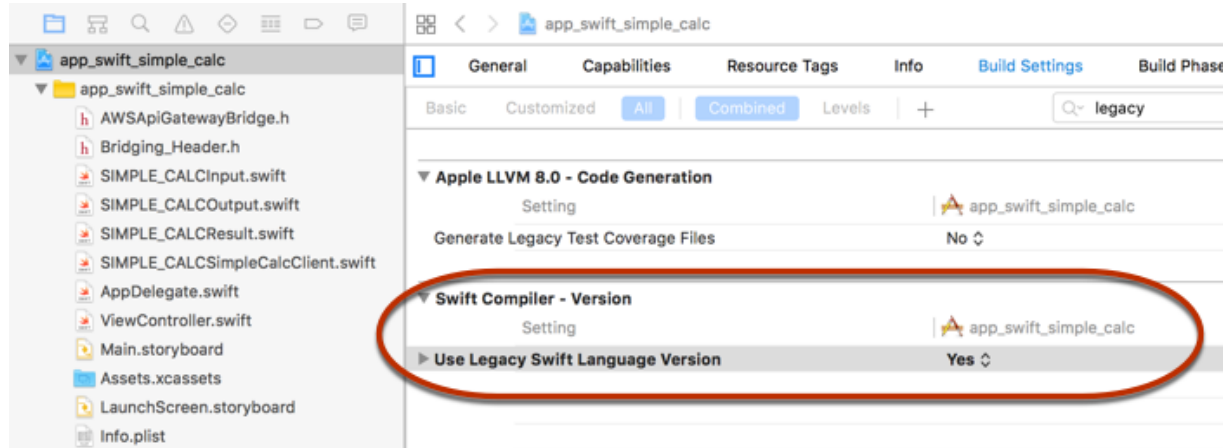 app_swift_simple_calc
app_swift_simple_calc
AWSApiGatewayBridge.h
Bridging_Header.h
SIMPLE_CALCInput.swift
SIMPLE_CALCOutput.swift
SIMPLE_CALCResult.swift
SIMPLE_CALCSimpleCalcClient.swift
AppDelegate.swift
ViewController.swift
Main.storyboard
Assets.xcassets
LaunchScreen.storyboard
Info.plist
app_swift_simple_calc
General Capabilities Resource Tags Info Build Settings Build Phase
Basic Customized All Combined Levels + legacy
Apple LLVM 8.0 - Code Generation
Setting app_swift_simple_calc
Generate Legacy Test Coverage Files No
Swift Compiler - Version
Setting app_swift_simple_calc
Use Legacy Swift Language Version Yes